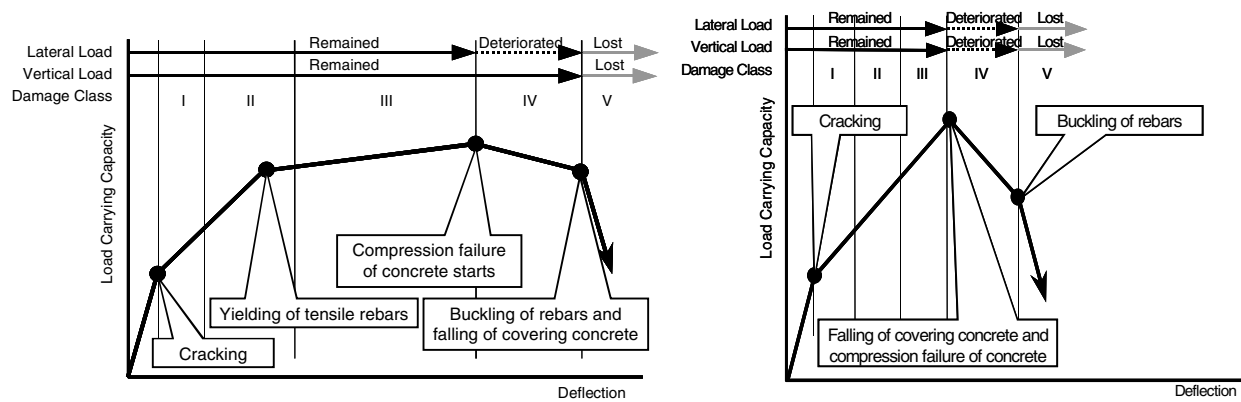 Lateral Load
Remained
Deteriorated
Lost
Vertical Load
Remained
Lost
Damage Class
I
II
III
IV
V
Load Carrying Capacity
Cracking
Yielding of tensile rebars
Compression failure
of concrete starts
Buckling of rebars and
falling of covering concrete
Deflection
Lateral Load
Remained
Deteriorated
Lost
Vertical Load
Remained
Deteriorated
Lost
Damage Class
I
II
III
IV
V
Load Carrying Capacity
Cracking
Buckling of rebars
Falling of covering concrete and
compression failure of concrete
Deflection